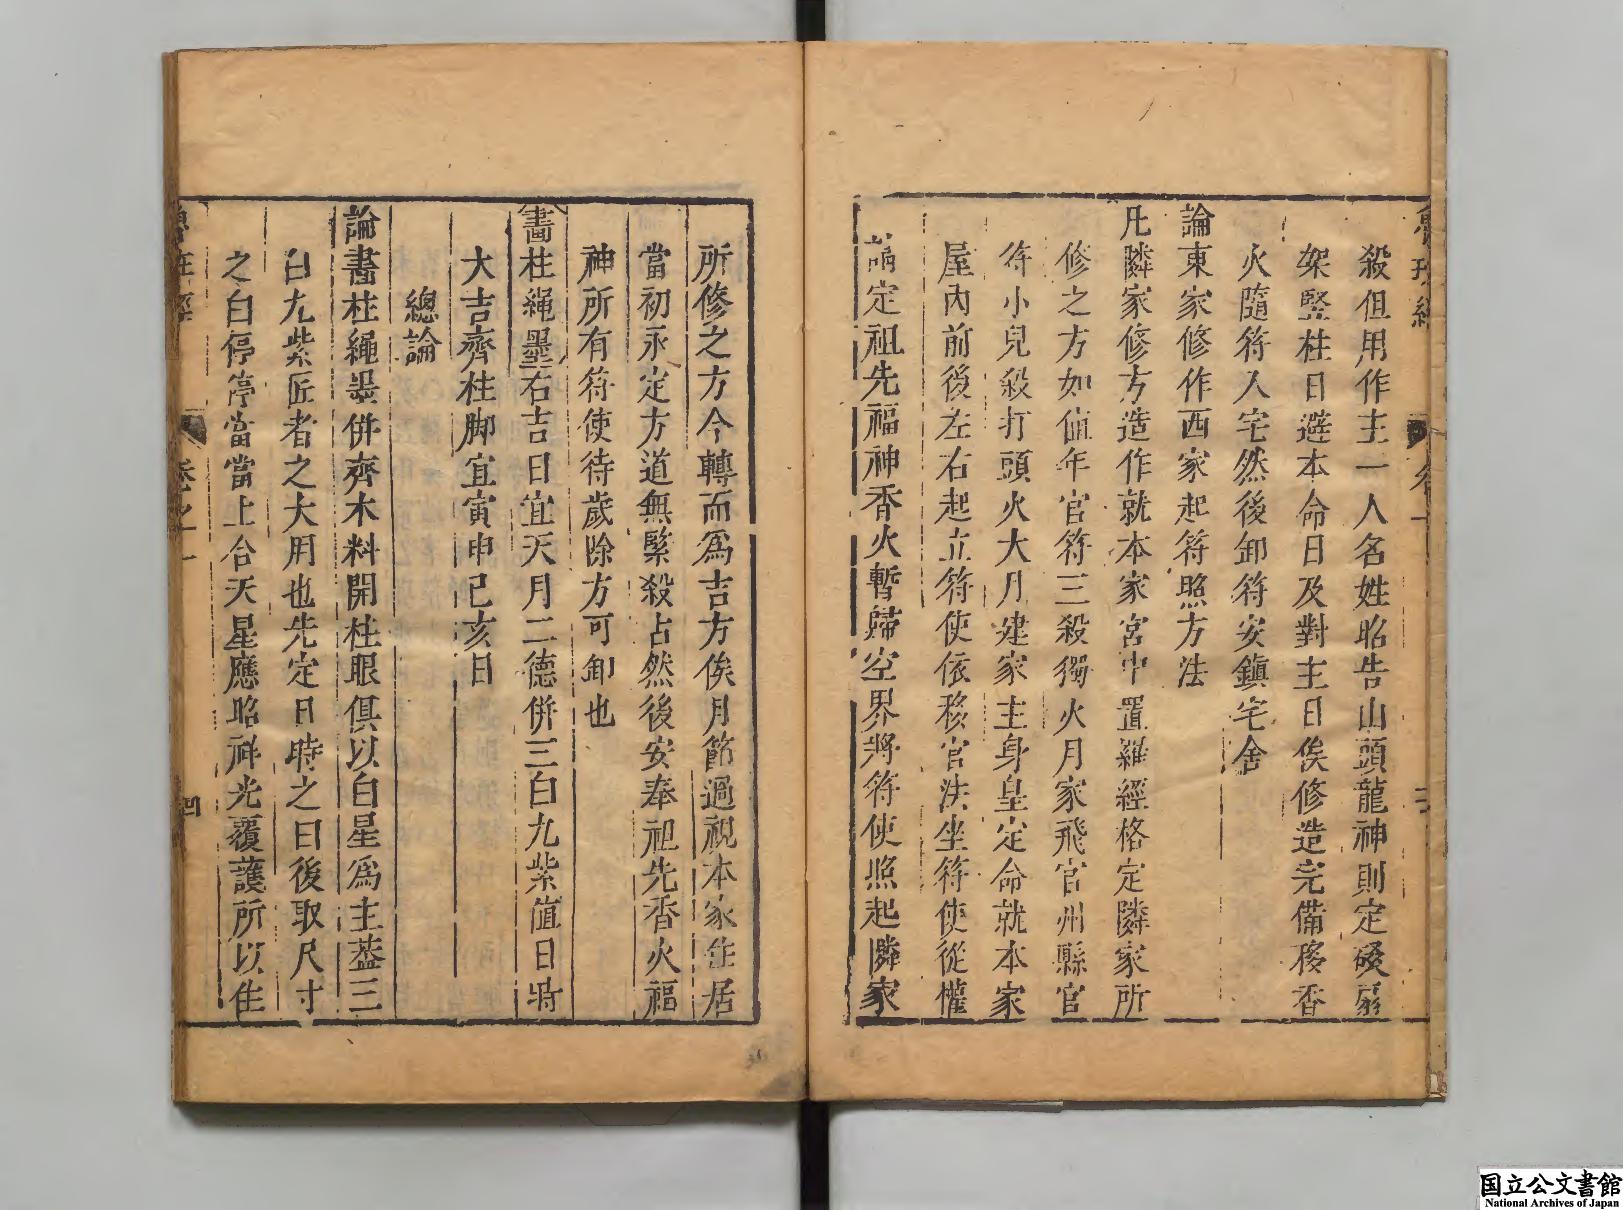 殺但用作主一人名姓昭告山頭龍神則定磉扇
架竪柱日避本命日及對主日俟修造完備移香
火隨符入宅然後卸符安鎮宅舍
論東家修作西家起符照方法
凡隣家修方造作就本家宮中置羅經格定隣家所
修之方如值年官符三殺獨火月家飛官州縣官
符小兒殺打頭火大月建家主身皇定命就本家
屋內前後左右起立符使依移宮法坐符使從權
請定祖先福神香火暫歸空界將符使照起隣家
所修之方今轉而爲吉方俟月節過視本家住居
當初永定方道無緊殺占然後安奉祖先香火福
神所有符使待歲除方可卸也
畵柱繩墨右吉日宜天月二德併三白九紫值日時
大吉齊柱脚宜寅申巳亥日
總論
論畵柱繩墨併齊木料開柱眼俱以白星爲主葢三
白九紫匠者之大用也先定日時之白後取尺寸
之白停停當當上合天星應昭祥光覆護所以住
魯班經
卷之一
四
国立公文書館
National Archives of Japan